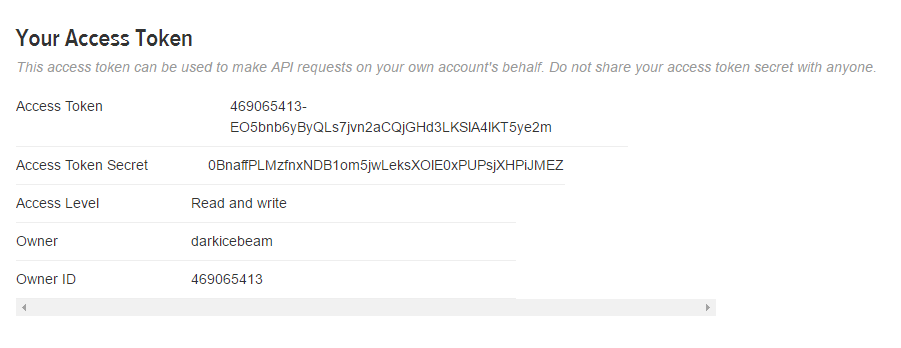 Your Access Token
This access token can be used to make API requests on your own account's behalf. Do not share your access token secret with anyone.
Access Token 469065413-
EO5bnb6yByQLs7jvn2aCQjGHd3LKSIA4IKT5ye2m
Access Token Secret 0BnaffPLMzfnxNDB1om5jwLeksXOIE0xPUPsjXHPiJMEZ
Access Level Read and write
Owner darkicebeam
Owner ID 469065413